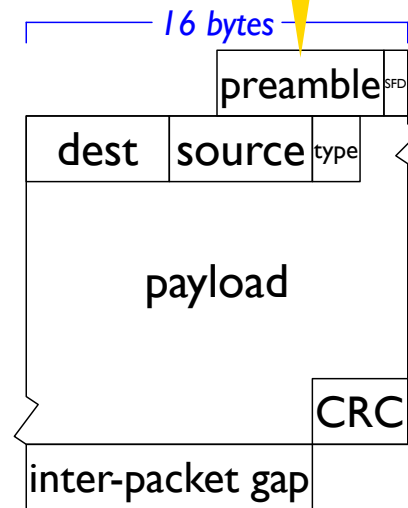 16 bytes
preamble SFD
dest source type
payload
CRC
inter-packet gap